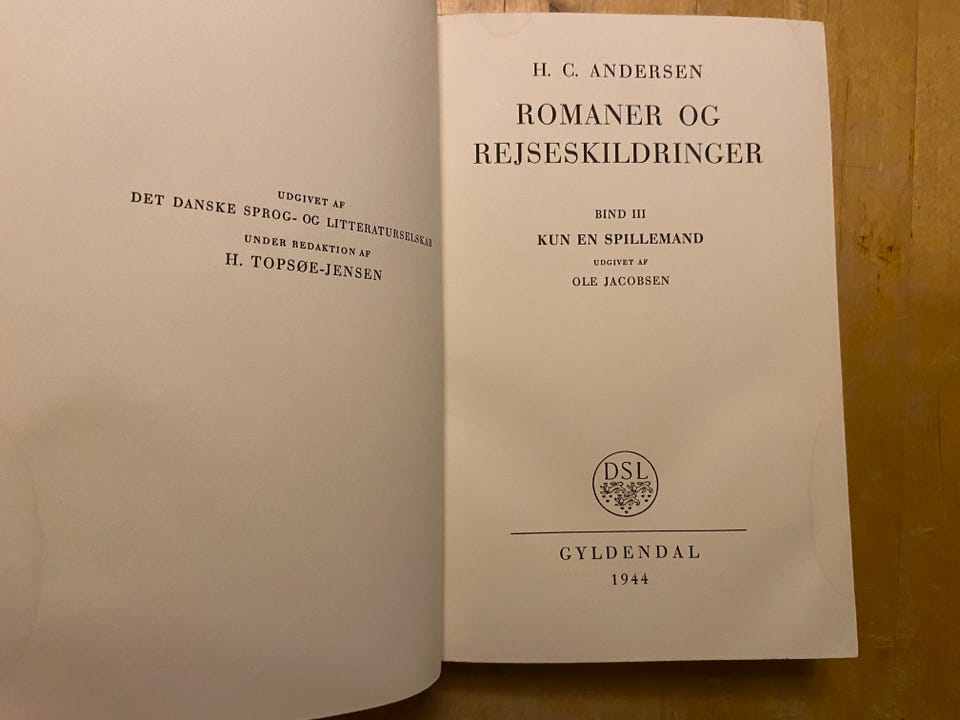 UDGIVET AF
DET DANSKE SPROG- OG LITTERATURSELSKAB
UNDER REDAKTION AF
H. TOPSØE-JENSEN
H. C. ANDERSEN
ROMANER OG
REJSESKILDRINGER
BIND III
KUN EN SPILLEMAND
UDGIVET AF
OLE JACOBSEN
DSL
GYLDENDAL
1944